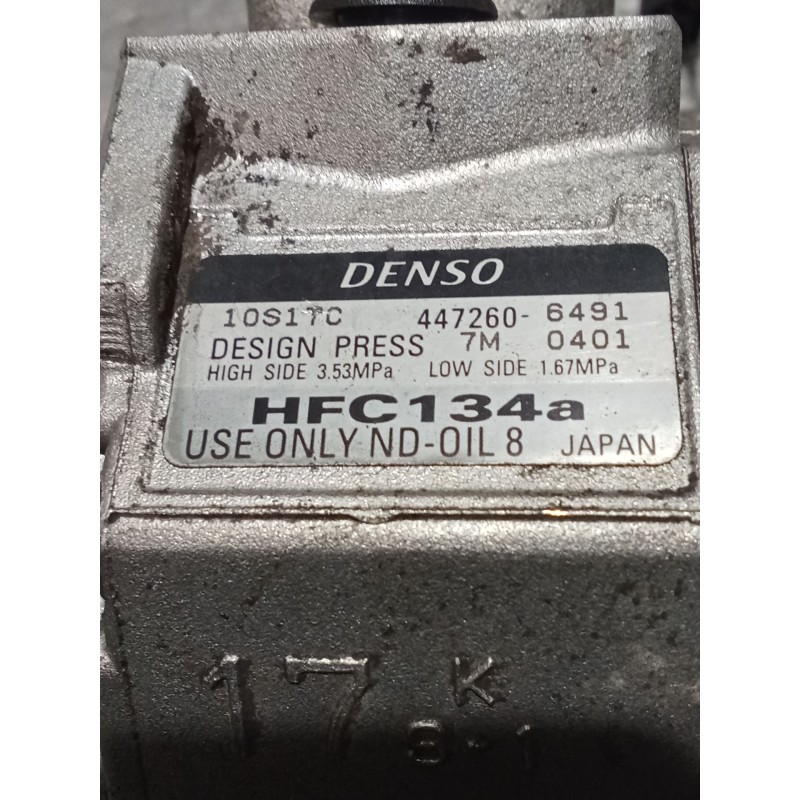 DENSO
10S17C 447260-6491
DESIGN PRESS 7M 0401
HIGH SIDE 3.53MPa LOW SIDE 1.67MPa
HFC134a
USE ONLY ND-OIL 8 JAPAN
17 K
8-1